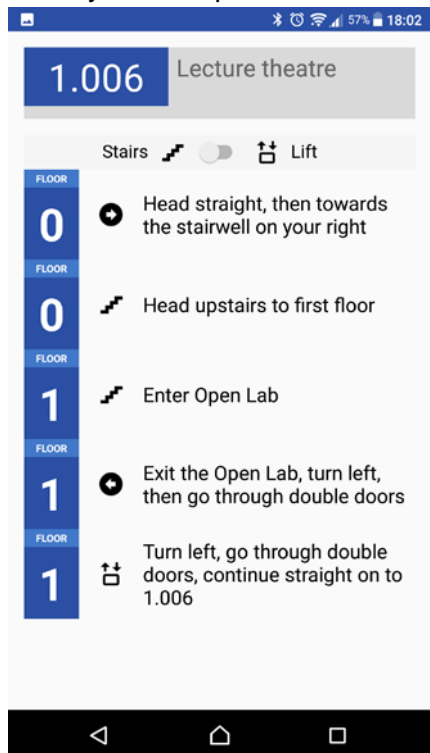 57% 18:02
1.006 Lecture theatre
Stairs Lift
FLOOR
0
Head straight, then towards
the stairwell on your right
FLOOR
0
Head upstairs to first floor
FLOOR
1
Enter Open Lab
FLOOR
1
Exit the Open Lab, turn left,
then go through double doors
FLOOR
1
Turn left, go through double
doors, continue straight on to
1.006